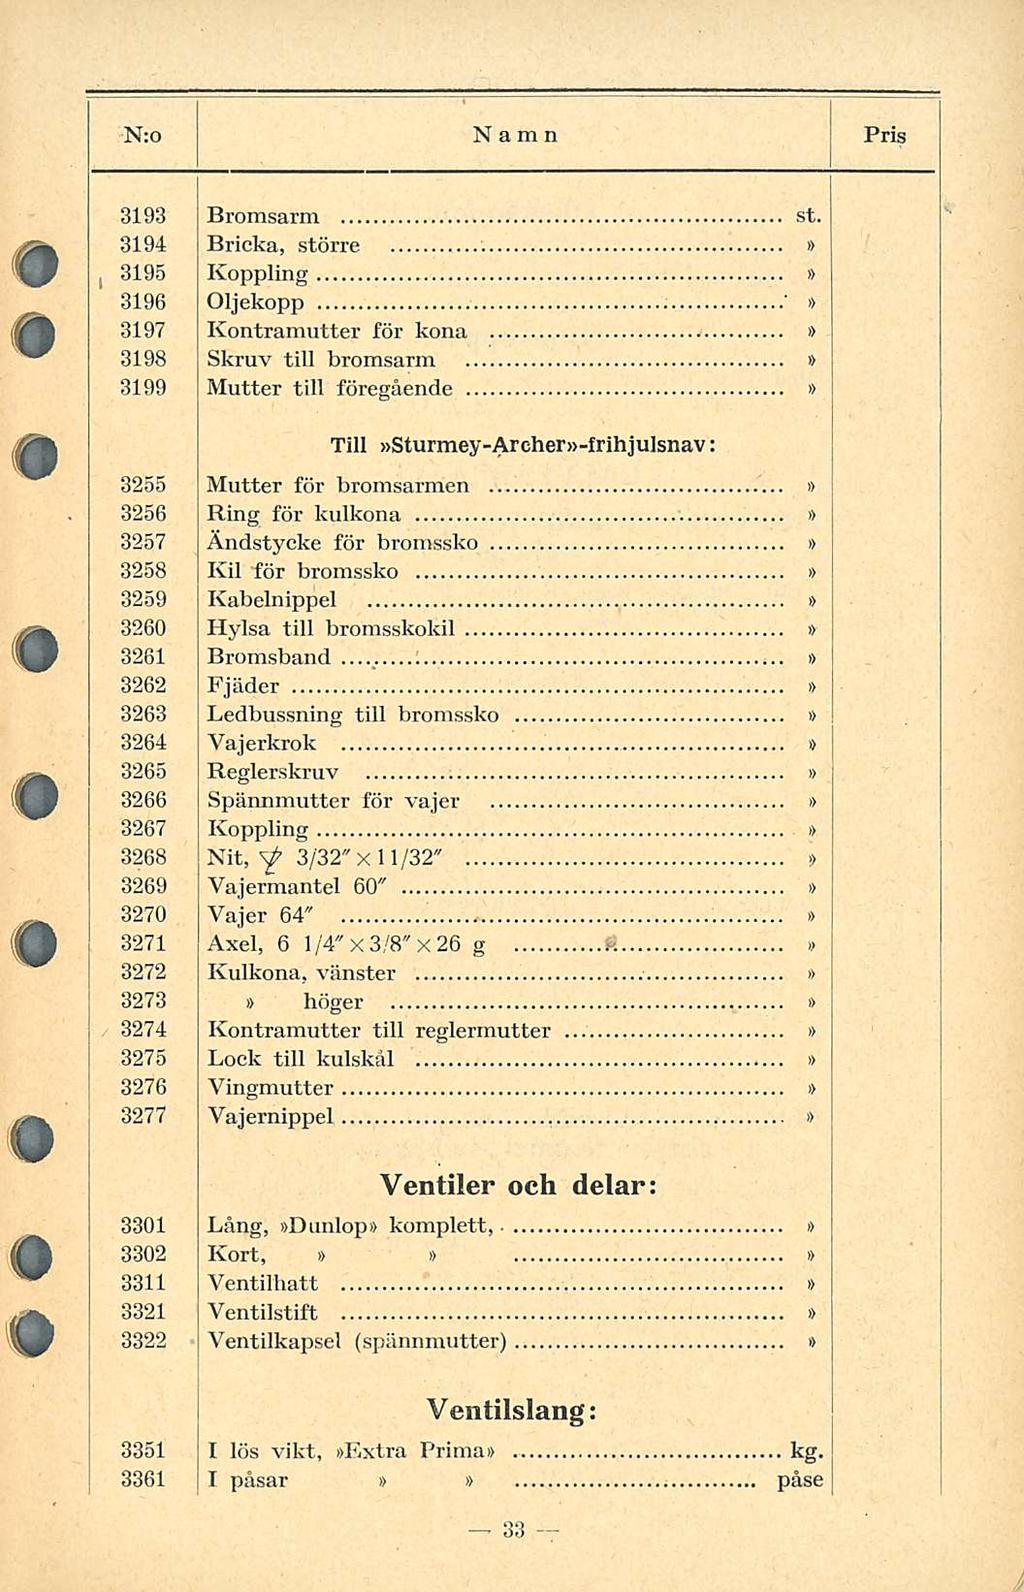 N:o Namn Pris
3193 Bromsarm ........ st.
3194 Bricka, större ........ »
3195 Koppling ........ »
3196 Oljekopp ........ »
3197 Kontramutter för kona ........ »
3198 Skruv till bromsarm ........ »
3199 Mutter till föregående ........ »
Till »Sturmey-Archer»-frihjulsnav:
3255 Mutter för bromsarmen ........ »
3256 Ring för kulkona ........ »
3257 Ändstycke för bromssko ........ »
3258 Kil för bromssko ........ »
3259 Kabelnippel ........ »
3260 Hylsa till bromsskokil ........ »
3261 Bromsband ........ »
3262 Fjäder ........ »
3263 Ledbussning till bromssko ........ »
3264 Vajerkrok ........ »
3265 Reglerskruv ........ »
3266 Spännmutter för vajer ........ »
3267 Koppling ........ »
3268 Nit, 3/32" x 11/32" ........ »
3269 Vajermantel 60" ........ »
3270 Vajer 64" ........ »
3271 Axel, 6 1/4" x 3/8" x 26 g ........ »
3272 Kulkona, vänster ........ »
3273 » höger ........ »
3274 Kontramutter till reglermutter ........ »
3275 Lock till kulskål ........ »
3276 Vingmutter ........ »
3277 Vajernippel ........ »
Ventiler och delar:
3301 Lång, »Dunlop» komplett, ........ »
3302 Kort, » » ........ »
3311 Ventilhatt ........ »
3321 Ventilstift ........ »
3322 Ventilkapsel (spännmutter) ........ »
Ventilslang:
3351 I lös vikt, »Extra Prima» ........ kg.
3361 I påsar » » ........ påse
— 33 —